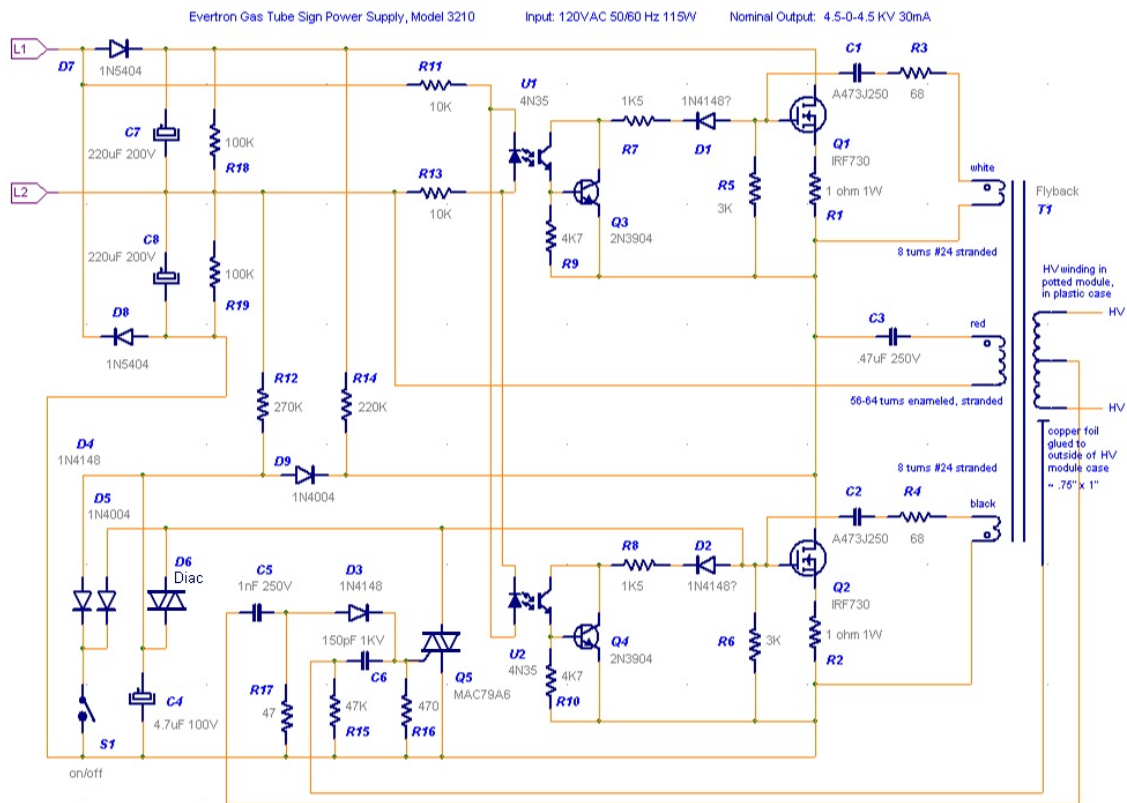 Evertron Gas Tube Sign Power Supply, Model 3210 Input: 120VAC 50/60 Hz 115W Nominal Output: 4.5-0-4.5 KV 30mA
L1
D7
1N5404
C7
220uF 200V
100K
R18
R11
10K
U1
4N35
1K5
R7
1N4148?
D1
C1
A473J250
R3
68
Q1
IRF730
1 ohm 1W
R1
white
Flyback
T1
L2
R13
10K
4K7
R9
Q3
2N3904
R5
3K
8 turns #24 stranded
C8
220uF 200V
100K
R19
HV winding in
potted module,
in plastic case
HV
D8
1N5404
C3
.47uF 250V
red
R12
270K
R14
220K
56-64 turns enameled, stranded
HV
copper foil
glued to
outside of HV
module case
~ .75" x 1"
D4
1N4148
D9
1N4004
8 turns #24 stranded
D5
1N4004
C2
A473J250
R4
68
black
D6
Diac
C5
1nF 250V
D3
1N4148
R8
1K5
D2
1N4148?
Q2
IRF730
1 ohm 1W
R2
150pF 1KV
C6
U2
4N35
Q4
2N3904
R6
3K
4K7
R10
Q5
MAC79A6
R17
47
47K
R15
470
R16
C4
4.7uF 100V
S1
on/off